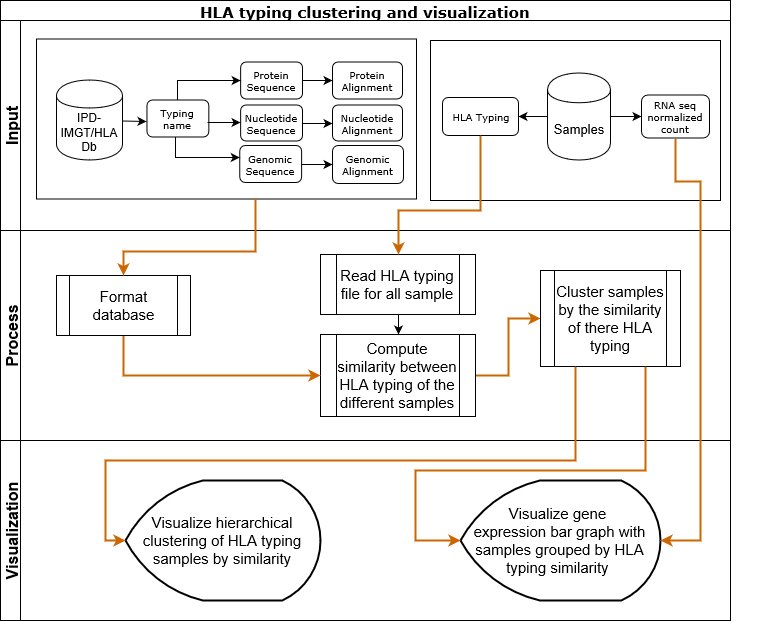 HLA typing clustering and visualization
Input
IPD-
IMGT/HLA
Db
Typing
name
Protein
Sequence
Protein
Alignment
Nucleotide
Sequence
Nucleotide
Alignment
Genomic
Sequence
Genomic
Alignment
HLA Typing
Samples
RNA seq
normalized
count
Process
Format
database
Read HLA typing
file for all sample
Compute
similarity between
HLA typing of the
different samples
Cluster samples
by the similarity
of there HLA
typing
Visualization
Visualize hierarchical
clustering of HLA typing
samples by similarity
Visualize gene
expression bar graph with
samples grouped by HLA
typing similarity